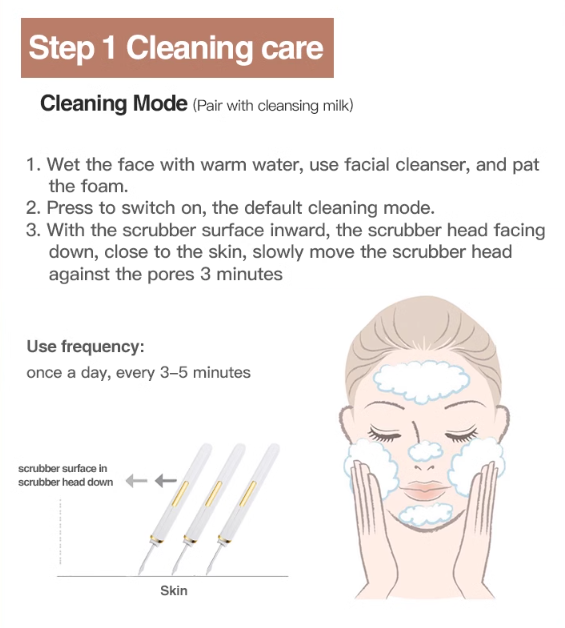 Step 1 Cleaning care
Cleaning Mode (Pair with cleansing milk)
1. Wet the face with warm water, use facial cleanser, and pat
the foam.
2. Press to switch on, the default cleaning mode.
3. With the scrubber surface inward, the scrubber head facing
down, close to the skin, slowly move the scrubber head
against the pores 3 minutes
Use frequency:
once a day, every 3–5 minutes
scrubber surface in
scrubber head down
Skin